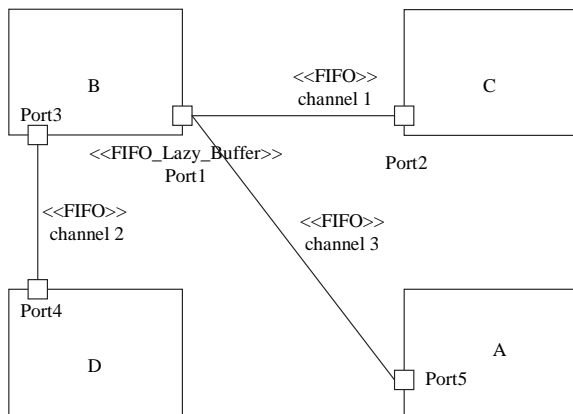 B
C
<<FIFO>>
channel 1
Port3
<<FIFO_Lazy_Buffer>>
Port1
Port2
<<FIFO>>
channel 2
<<FIFO>>
channel 3
Port4
D
A
Port5